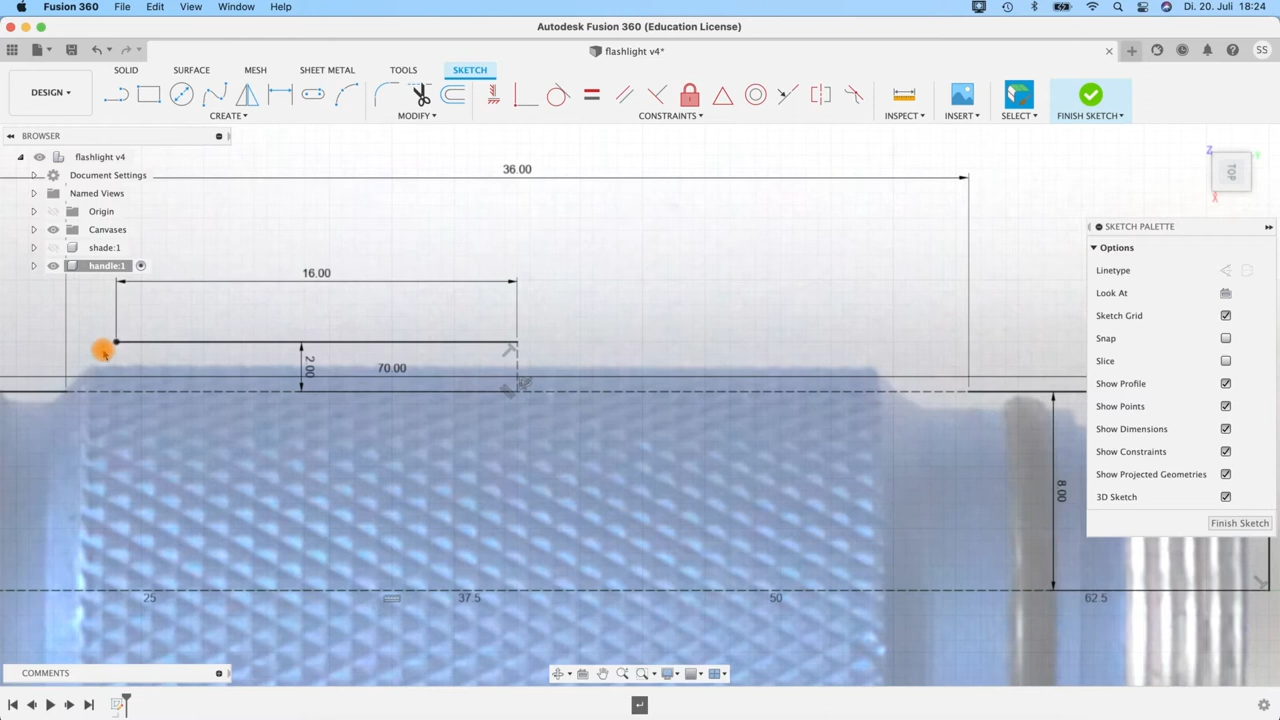 Fusion 360 File Edit View Window Help Di. 20. Juli 18:24
Autodesk Fusion 360 (Education License)
flashlight v4* SS
SOLID SURFACE MESH SHEET METAL TOOLS SKETCH
DESIGN
CREATE MODIFY CONSTRAINTS INSPECT INSERT SELECT FINISH SKETCH
BROWSER
flashlight v4
Document Settings
Named Views
Origin
Canvases
shade:1
handle:1
36.00
16.00
2.00
70.00
8.00
25 37.5 50 62.5
Z
Y
TOP
X
SKETCH PALETTE
Options
Linetype
Look At
Sketch Grid
Snap
Slice
Show Profile
Show Points
Show Dimensions
Show Constraints
Show Projected Geometries
3D Sketch
Finish Sketch
COMMENTS